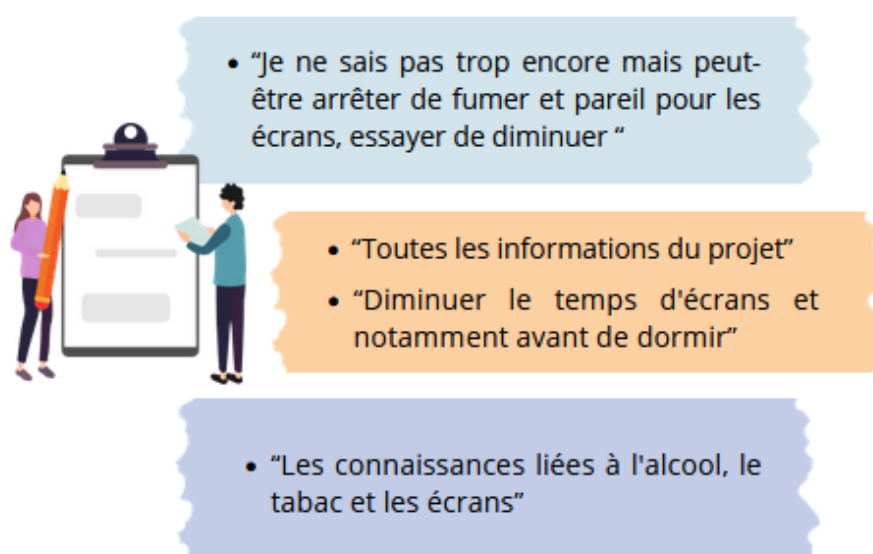 • “Je ne sais pas trop encore mais peut-
être arrêter de fumer et pareil pour les
écrans, essayer de diminuer “
• “Toutes les informations du projet”
• “Diminuer le temps d'écrans et
notamment avant de dormir”
• “Les connaissances liées à l'alcool, le
tabac et les écrans”